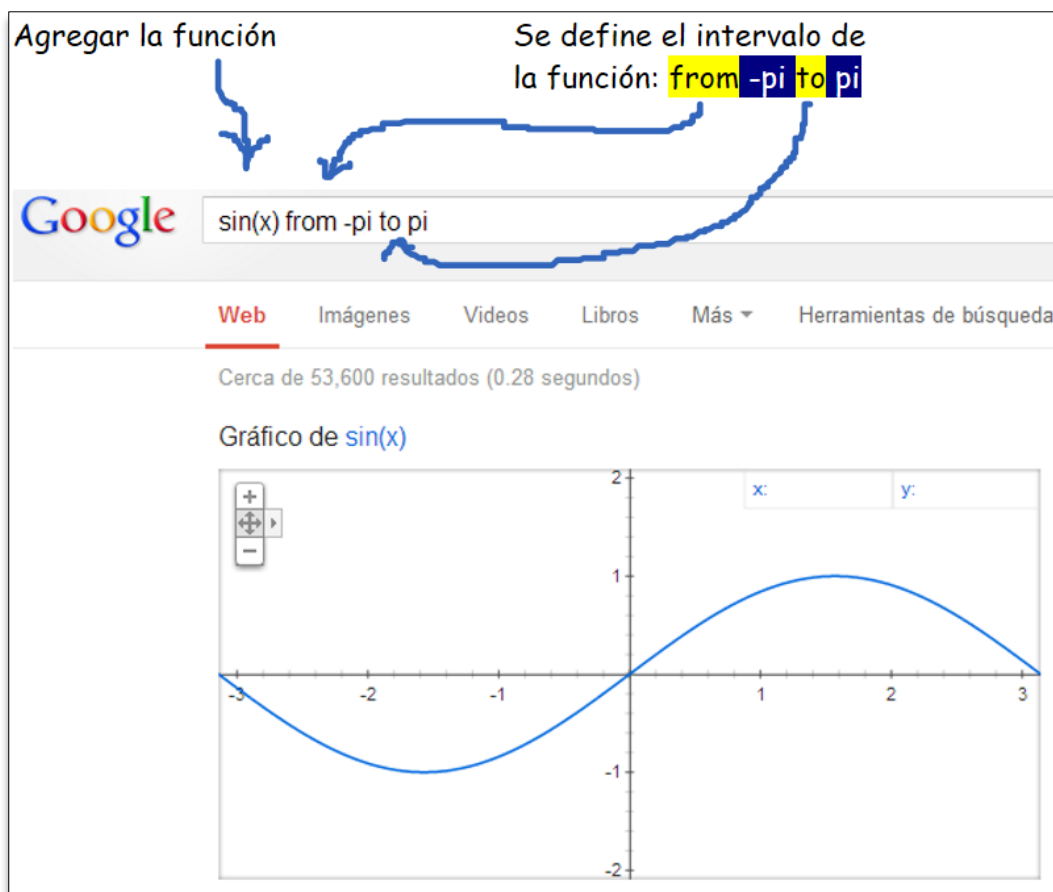 Agregar la función
Se define el intervalo de
la función: from -pi to pi
Google
sin(x) from -pi to pi
Web Imágenes Videos Libros Más Herramientas de búsqueda
Cerca de 53,600 resultados (0.28 segundos)
Gráfico de sin(x)
2
x: y:
1
-3 -2 -1 1 2 3
-1
-2